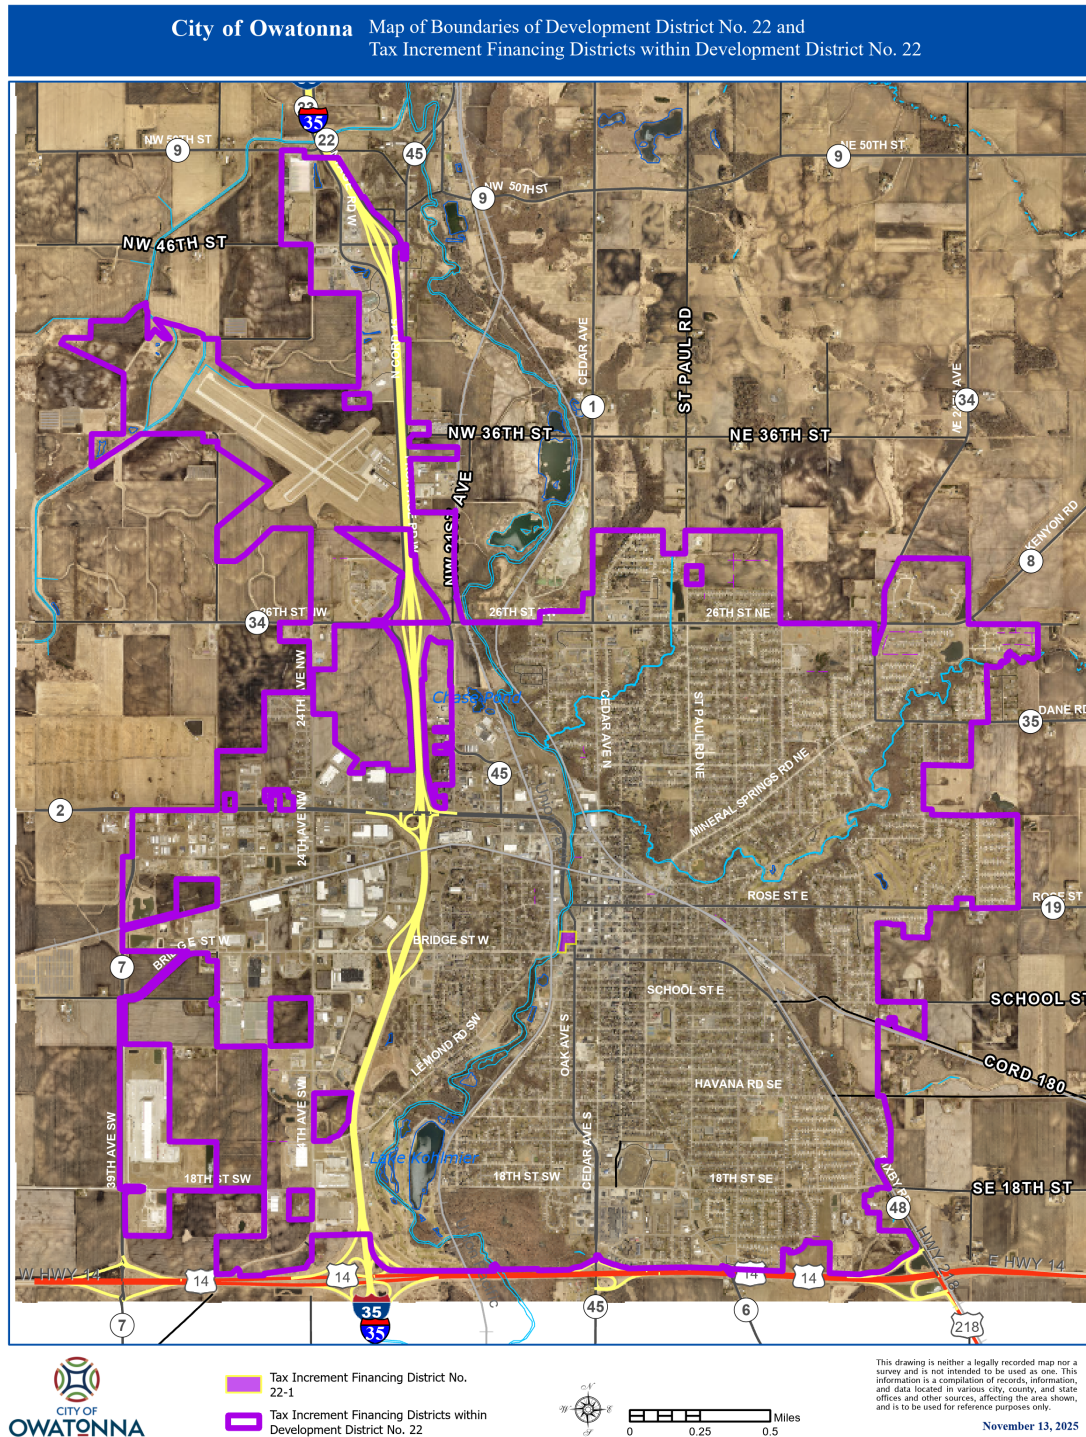 City of Owatonna
Map of Boundaries of Development District No. 22 and
Tax Increment Financing Districts within Development District No. 22
35
22
NW 50TH ST
9
45
NE 50TH ST
9
NW 50TH ST
9
NW 46TH ST
CEDAR AVE
ST PAUL RD
1
34
NW 36TH ST
NE 36TH ST
NW 21ST AVE
KENYON RD
8
26TH ST NW
34
26TH ST
26TH ST NE
24TH AVE NW
Chase Pond
CEDAR AVE N
ST PAUL RD NE
DANE RD
35
45
MINERAL SPRINGS RD NE
2
24TH AVE NW
ROSE ST E
ROSE ST
19
BRIDGE ST W
BRIDGE ST W
7
SCHOOL ST E
SCHOOL ST
LEMOND RD SW
OAK AVE S
CORD 180
HAVANA RD SE
39TH AVE SW
24TH AVE SW
CEDAR AVE S
Lake Kohlmier
18TH ST SW
18TH ST SW
18TH ST SE
SE 18TH ST
48
HWY 218
W HWY 14
14
14
14
14
E HWY 14
35
35
7
45
6
218
CITY OF
OWATONNA
Tax Increment Financing District No.
22-1
Tax Increment Financing Districts within
Development District No. 22
N
W
E
S
Miles
0
0.25
0.5
This drawing is neither a legally recorded map nor a
survey and is not intended to be used as one. This
information is a compilation of records, information,
and data located in various city, county, and state
offices and other sources, affecting the area shown,
and is to be used for reference purposes only.
November 13, 2025